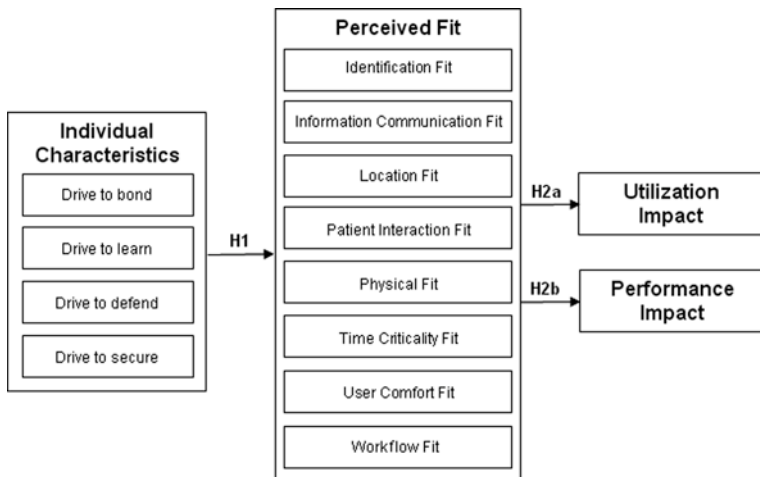 Individual
Characteristics
Drive to bond
Drive to learn
Drive to defend
Drive to secure
H1
Perceived Fit
Identification Fit
Information Communication Fit
Location Fit
Patient Interaction Fit
Physical Fit
Time Criticality Fit
User Comfort Fit
Workflow Fit
H2a
Utilization
Impact
H2b
Performance
Impact